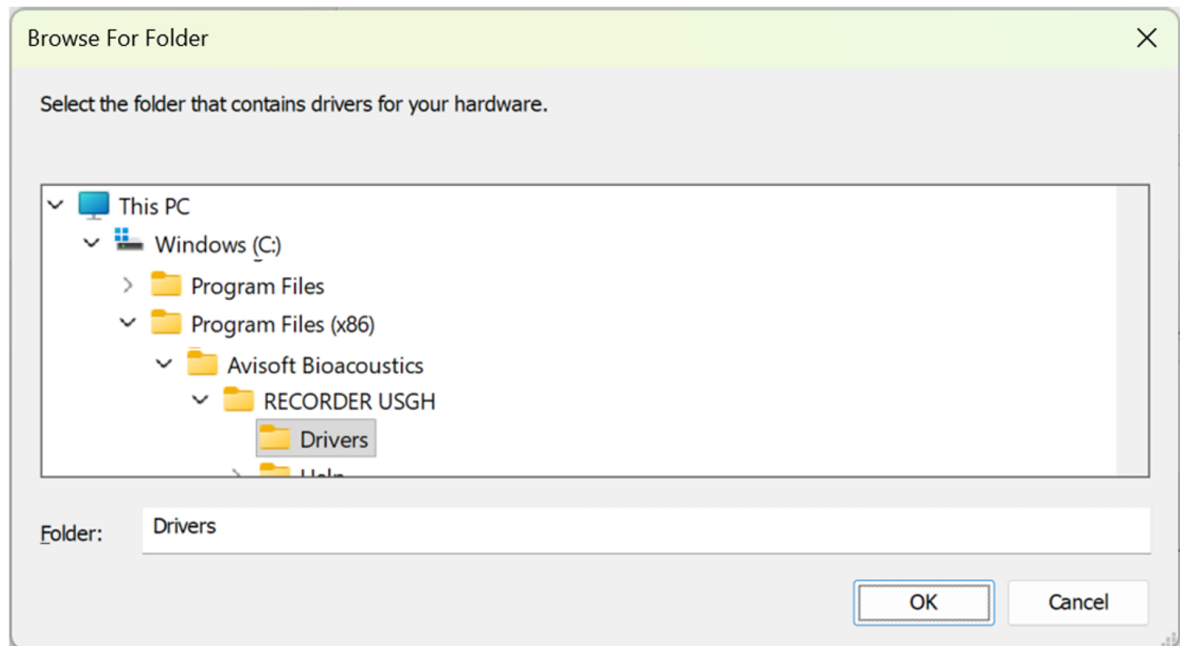 Browse For Folder
Select the folder that contains drivers for your hardware.
This PC
Windows (C:)
Program Files
Program Files (x86)
Avisoft Bioacoustics
RECORDER USGH
Drivers
Help
Folder: Drivers
OK Cancel